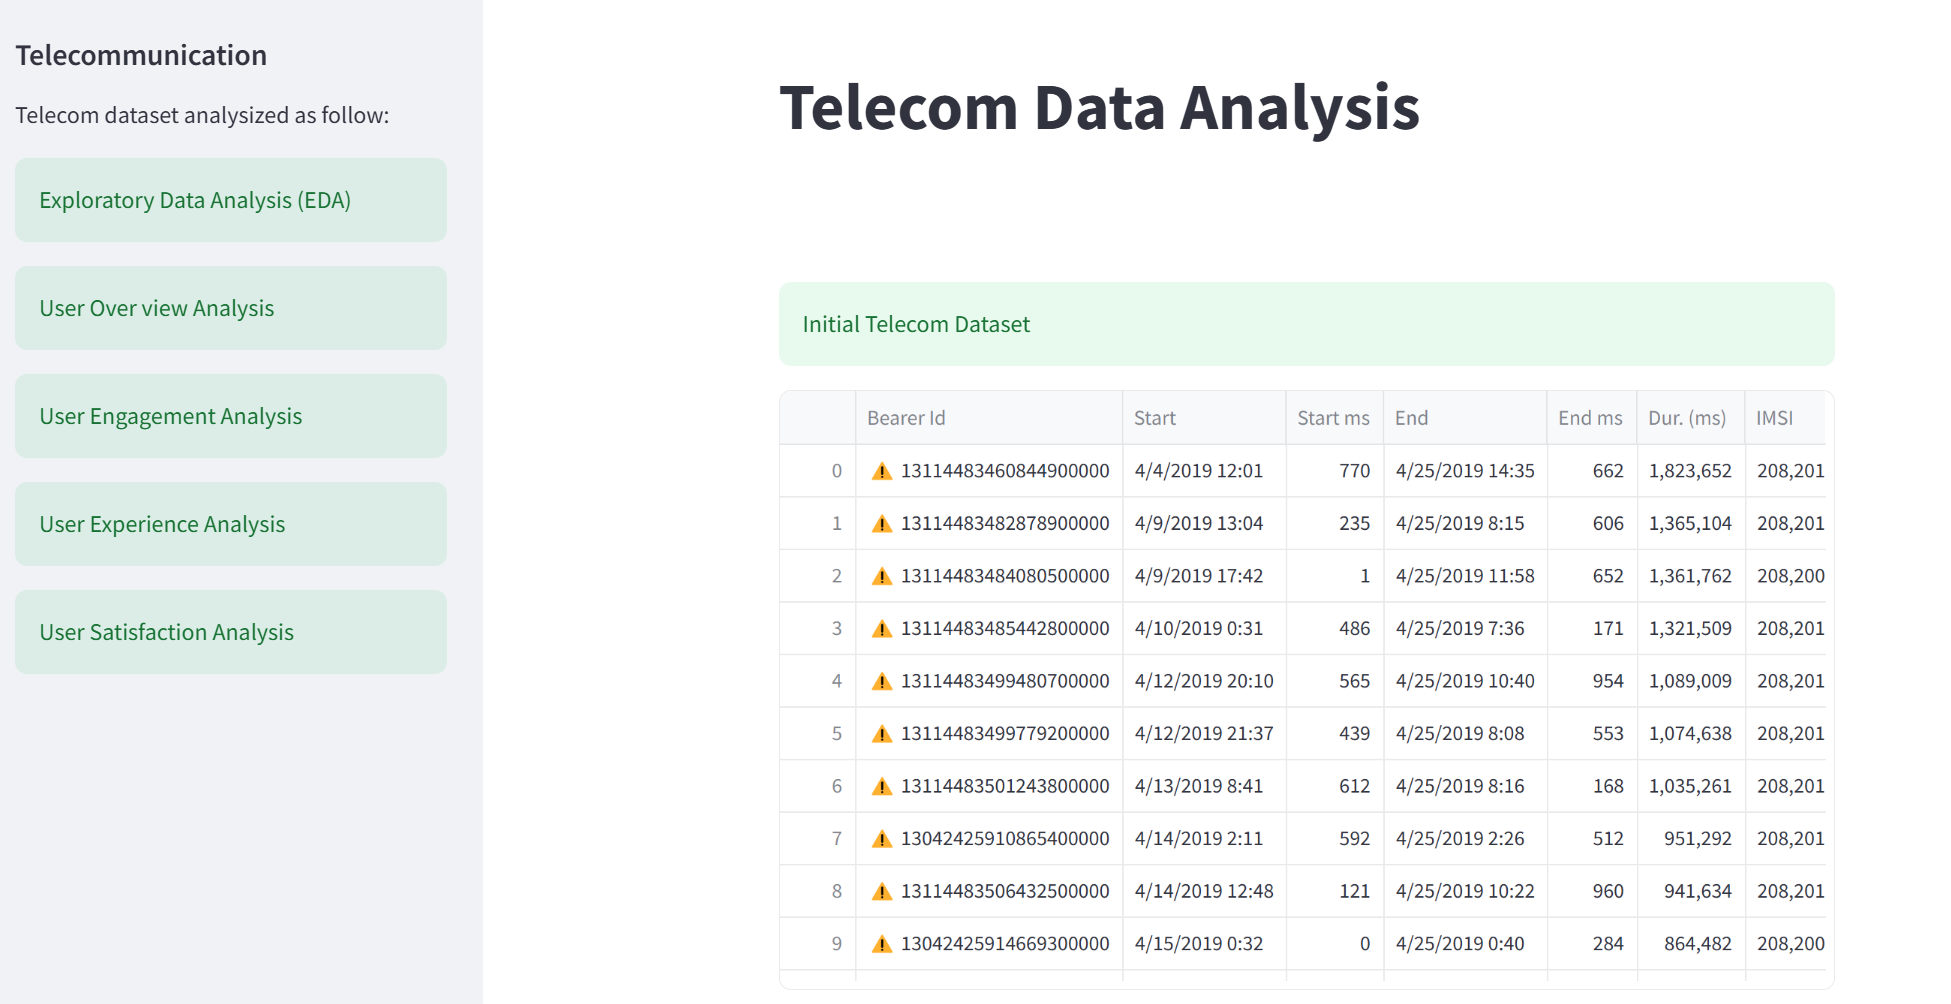 Telecommunication
Telecom dataset analysized as follow:
Exploratory Data Analysis (EDA)
User Over view Analysis
User Engagement Analysis
User Experience Analysis
User Satisfaction Analysis
Telecom Data Analysis
Initial Telecom Dataset
Bearer Id Start Start ms End End ms Dur. (ms) IMSI
0 13114483460844900000 4/4/2019 12:01 770 4/25/2019 14:35 662 1,823,652 208,201
1 13114483482878900000 4/9/2019 13:04 235 4/25/2019 8:15 606 1,365,104 208,201
2 13114483484080500000 4/9/2019 17:42 1 4/25/2019 11:58 652 1,361,762 208,200
3 13114483485442800000 4/10/2019 0:31 486 4/25/2019 7:36 171 1,321,509 208,201
4 13114483499480700000 4/12/2019 20:10 565 4/25/2019 10:40 954 1,089,009 208,201
5 13114483499779200000 4/12/2019 21:37 439 4/25/2019 8:08 553 1,074,638 208,201
6 13114483501243800000 4/13/2019 8:41 612 4/25/2019 8:16 168 1,035,261 208,201
7 13042425910865400000 4/14/2019 2:11 592 4/25/2019 2:26 512 951,292 208,201
8 13114483506432500000 4/14/2019 12:48 121 4/25/2019 10:22 960 941,634 208,201
9 13042425914669300000 4/15/2019 0:32 0 4/25/2019 0:40 284 864,482 208,200